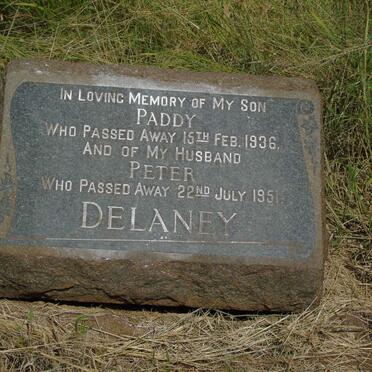 In Loving Memory of My Son
Paddy
Who Passed Away 15th Feb. 1936.
And of My Husband
Peter
Who Passed Away 22nd July 1951
Delaney